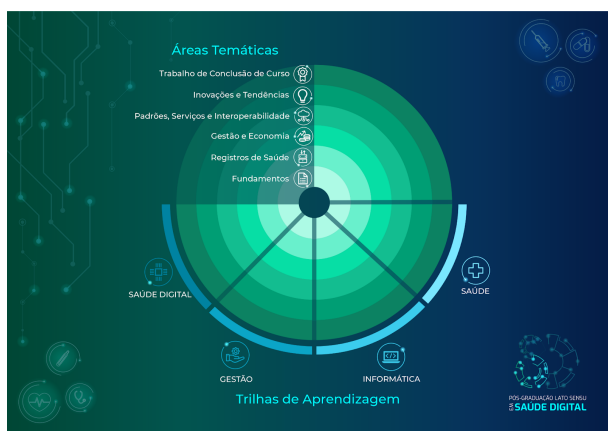 Áreas Temáticas
Trabalho de Conclusão de Curso
Inovações e Tendências
Padrões, Serviços e Interoperabilidade
Gestão e Economia
Registros de Saúde
Fundamentos
SAÚDE DIGITAL
SAÚDE
GESTÃO
INFORMÁTICA
Trilhas de Aprendizagem
PÓS-GRADUAÇÃO LATO SENSU
EM SAÚDE DIGITAL